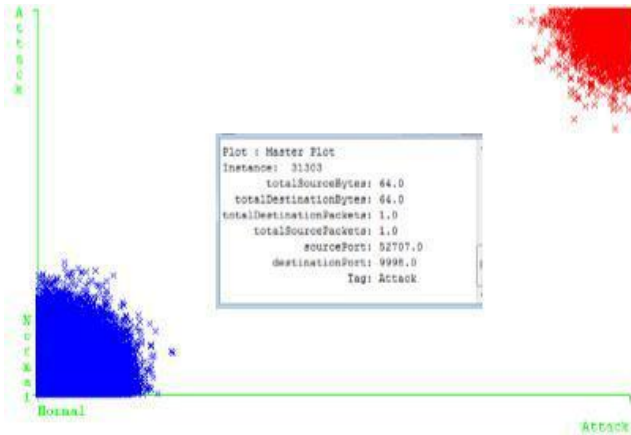 Attack
Plot : Master Plot
Instance: 31303
totalSourceBytes: 64.0
totalDestinationBytes: 64.0
totalDestinationPackets: 1.0
totalSourcePackets: 1.0
sourcePort: 52707.0
destinationPort: 9998.0
Tag: Attack
Normal
Normal
Attack